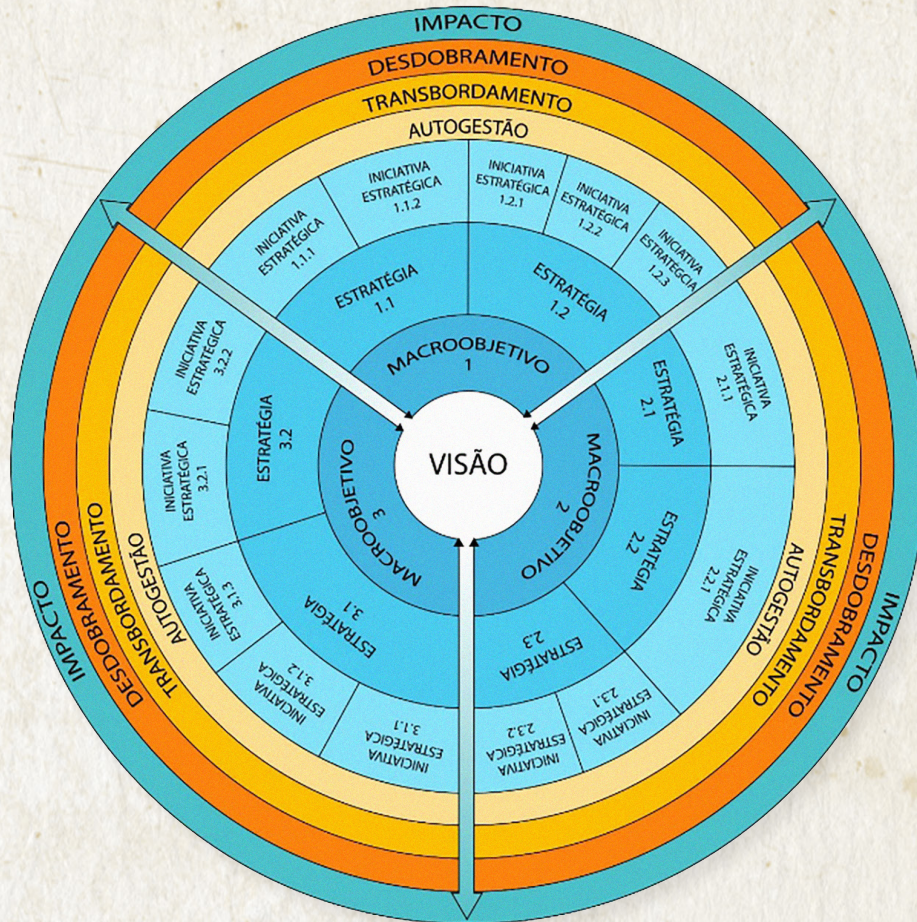 IMPACTO
DESDOBRAMENTO
TRANSBORDAMENTO
AUTOGESTÃO
INICIATIVA
ESTRATÉGICA
1.1.1
INICIATIVA
ESTRATÉGICA
1.1.2
INICIATIVA
ESTRATÉGICA
1.2.1
INICIATIVA
ESTRATÉGICA
1.2.2
INICIATIVA
ESTRATÉGCIA
1.2.3
ESTRATÉGIA
1.1
ESTRATÉGIA
1.2
MACROOBJETIVO
1
VISÃO
MACROOBJETIVO
2
ESTRATÉGIA
2.1
INICIATIVA
ESTRATÉGICA
2.1.1
ESTRATÉGIA
2.2
INICIATIVA
ESTRATÉGICA
2.2.1
ESTRATÉGIA
2.3
INICIATIVA
ESTRATÉGICA
2.3.1
INICIATIVA
ESTRATÉGICA
2.3.2
AUTOGESTÃO
TRANSBORDAMENTO
DESDOBRAMENTO
IMPACTO
MACROOBJETIVO
3
ESTRATÉGIA
3.1
INICIATIVA
ESTRATÉGICA
3.1.1
INICIATIVA
ESTRATÉGICA
3.1.2
INICIATIVA
ESTRATÉGICA
3.1.3
ESTRATÉGIA
3.2
INICIATIVA
ESTRATÉGICA
3.2.1
INICIATIVA
ESTRATÉGICA
3.2.2
AUTOGESTÃO
TRANSBORDAMENTO
DESDOBRAMENTO
IMPACTO